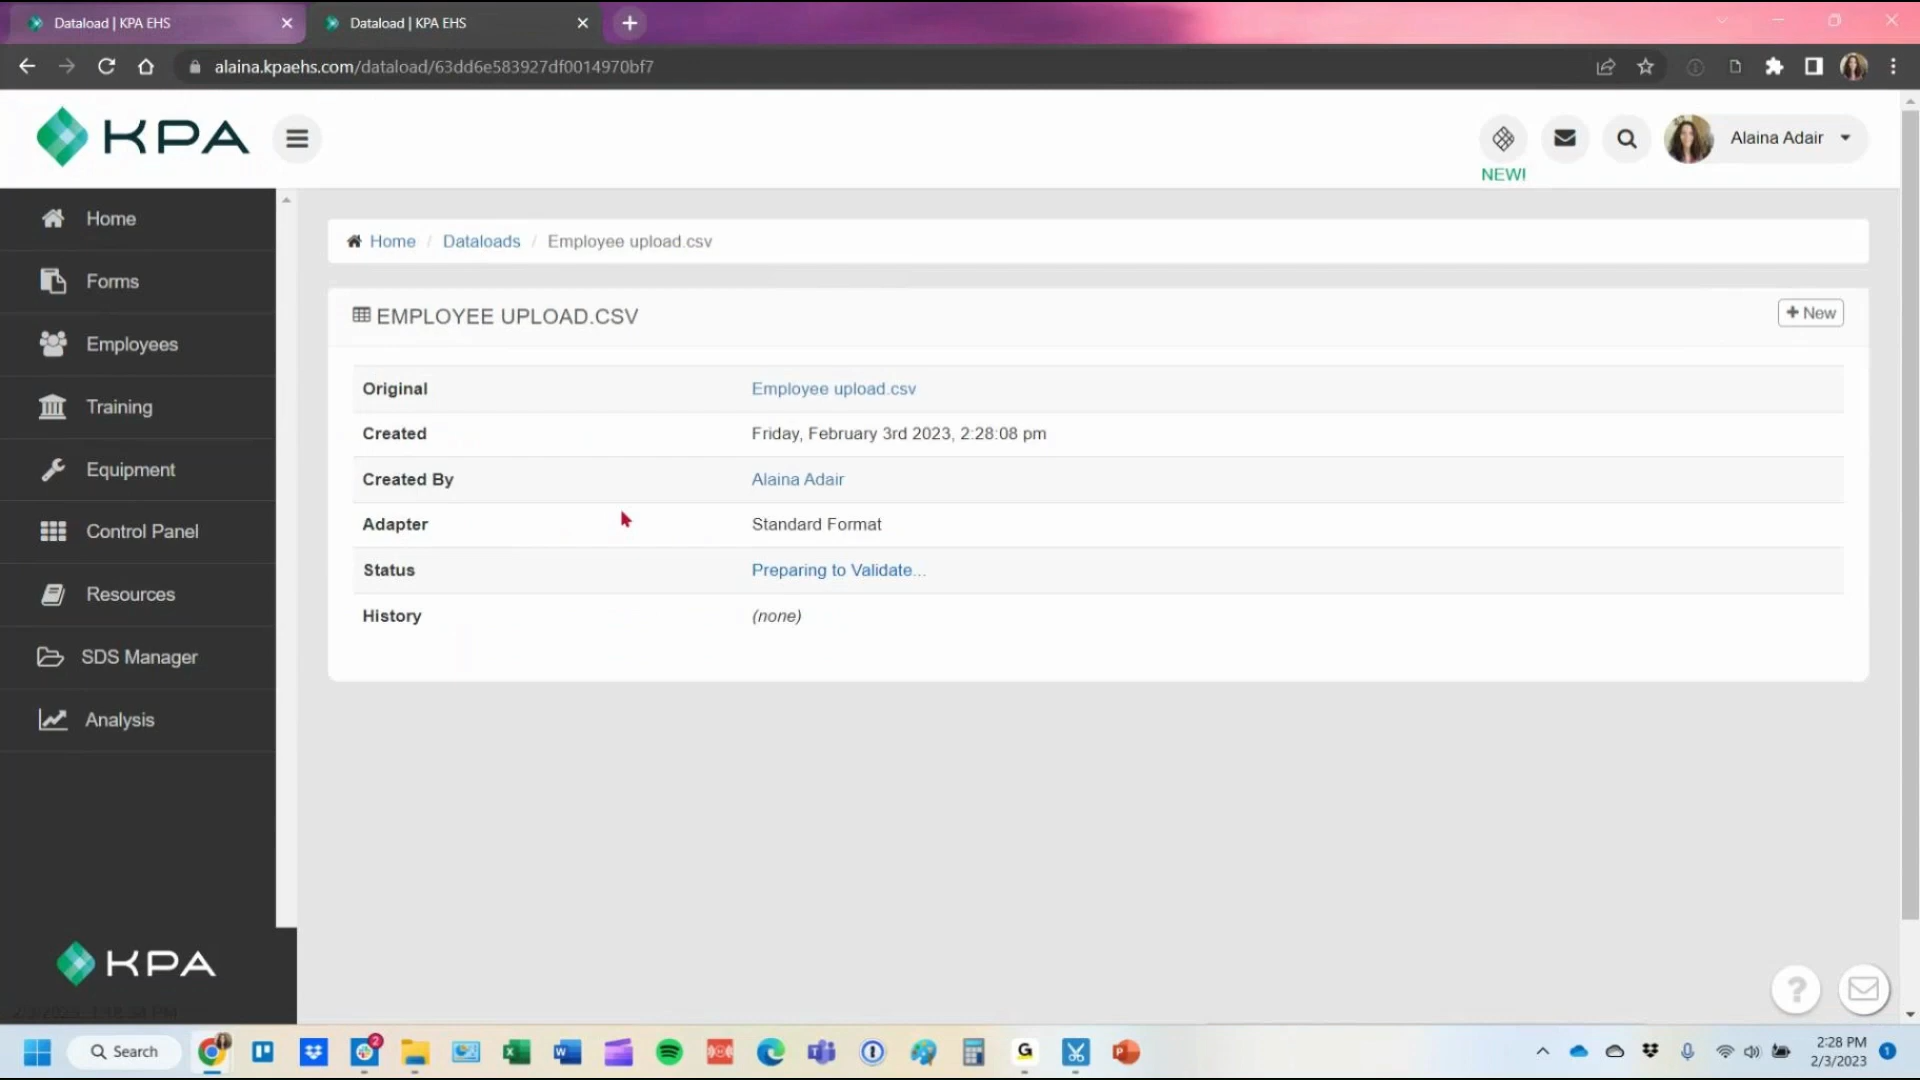 Dataload | KPA EHS
Dataload | KPA EHS
alaina.kpaehs.com/dataload/63dd6e583927df0014970bf7
KPA
NEW!
Alaina Adair
Home
Forms
Employees
Training
Equipment
Control Panel
Resources
SDS Manager
Analysis
KPA
Home / Dataloads / Employee upload.csv
EMPLOYEE UPLOAD.CSV
+ New
Original Employee upload.csv
Created Friday, February 3rd 2023, 2:28:08 pm
Created By Alaina Adair
Adapter Standard Format
Status Preparing to Validate...
History (none)
?
Search
2
2:28 PM
2/3/2023
1